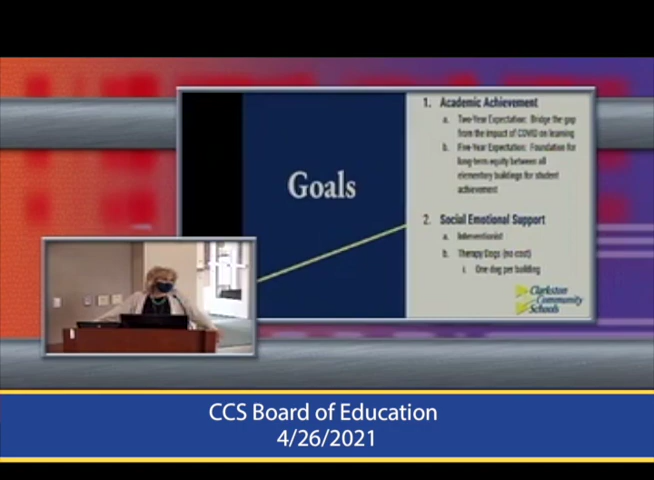 Goals
1. Academic Achievement
a. Two-Year Expectation: Bridge the gap
from the impact of COVID on learning
b. Five-Year Expectation: Foundation for
long-term equity between all
elementary buildings for student
achievement
2. Social Emotional Support
a. Interventionist
b. Therapy Dogs (no cost)
i. One dog per building
Clarkston
Community
Schools
CCS Board of Education
4/26/2021